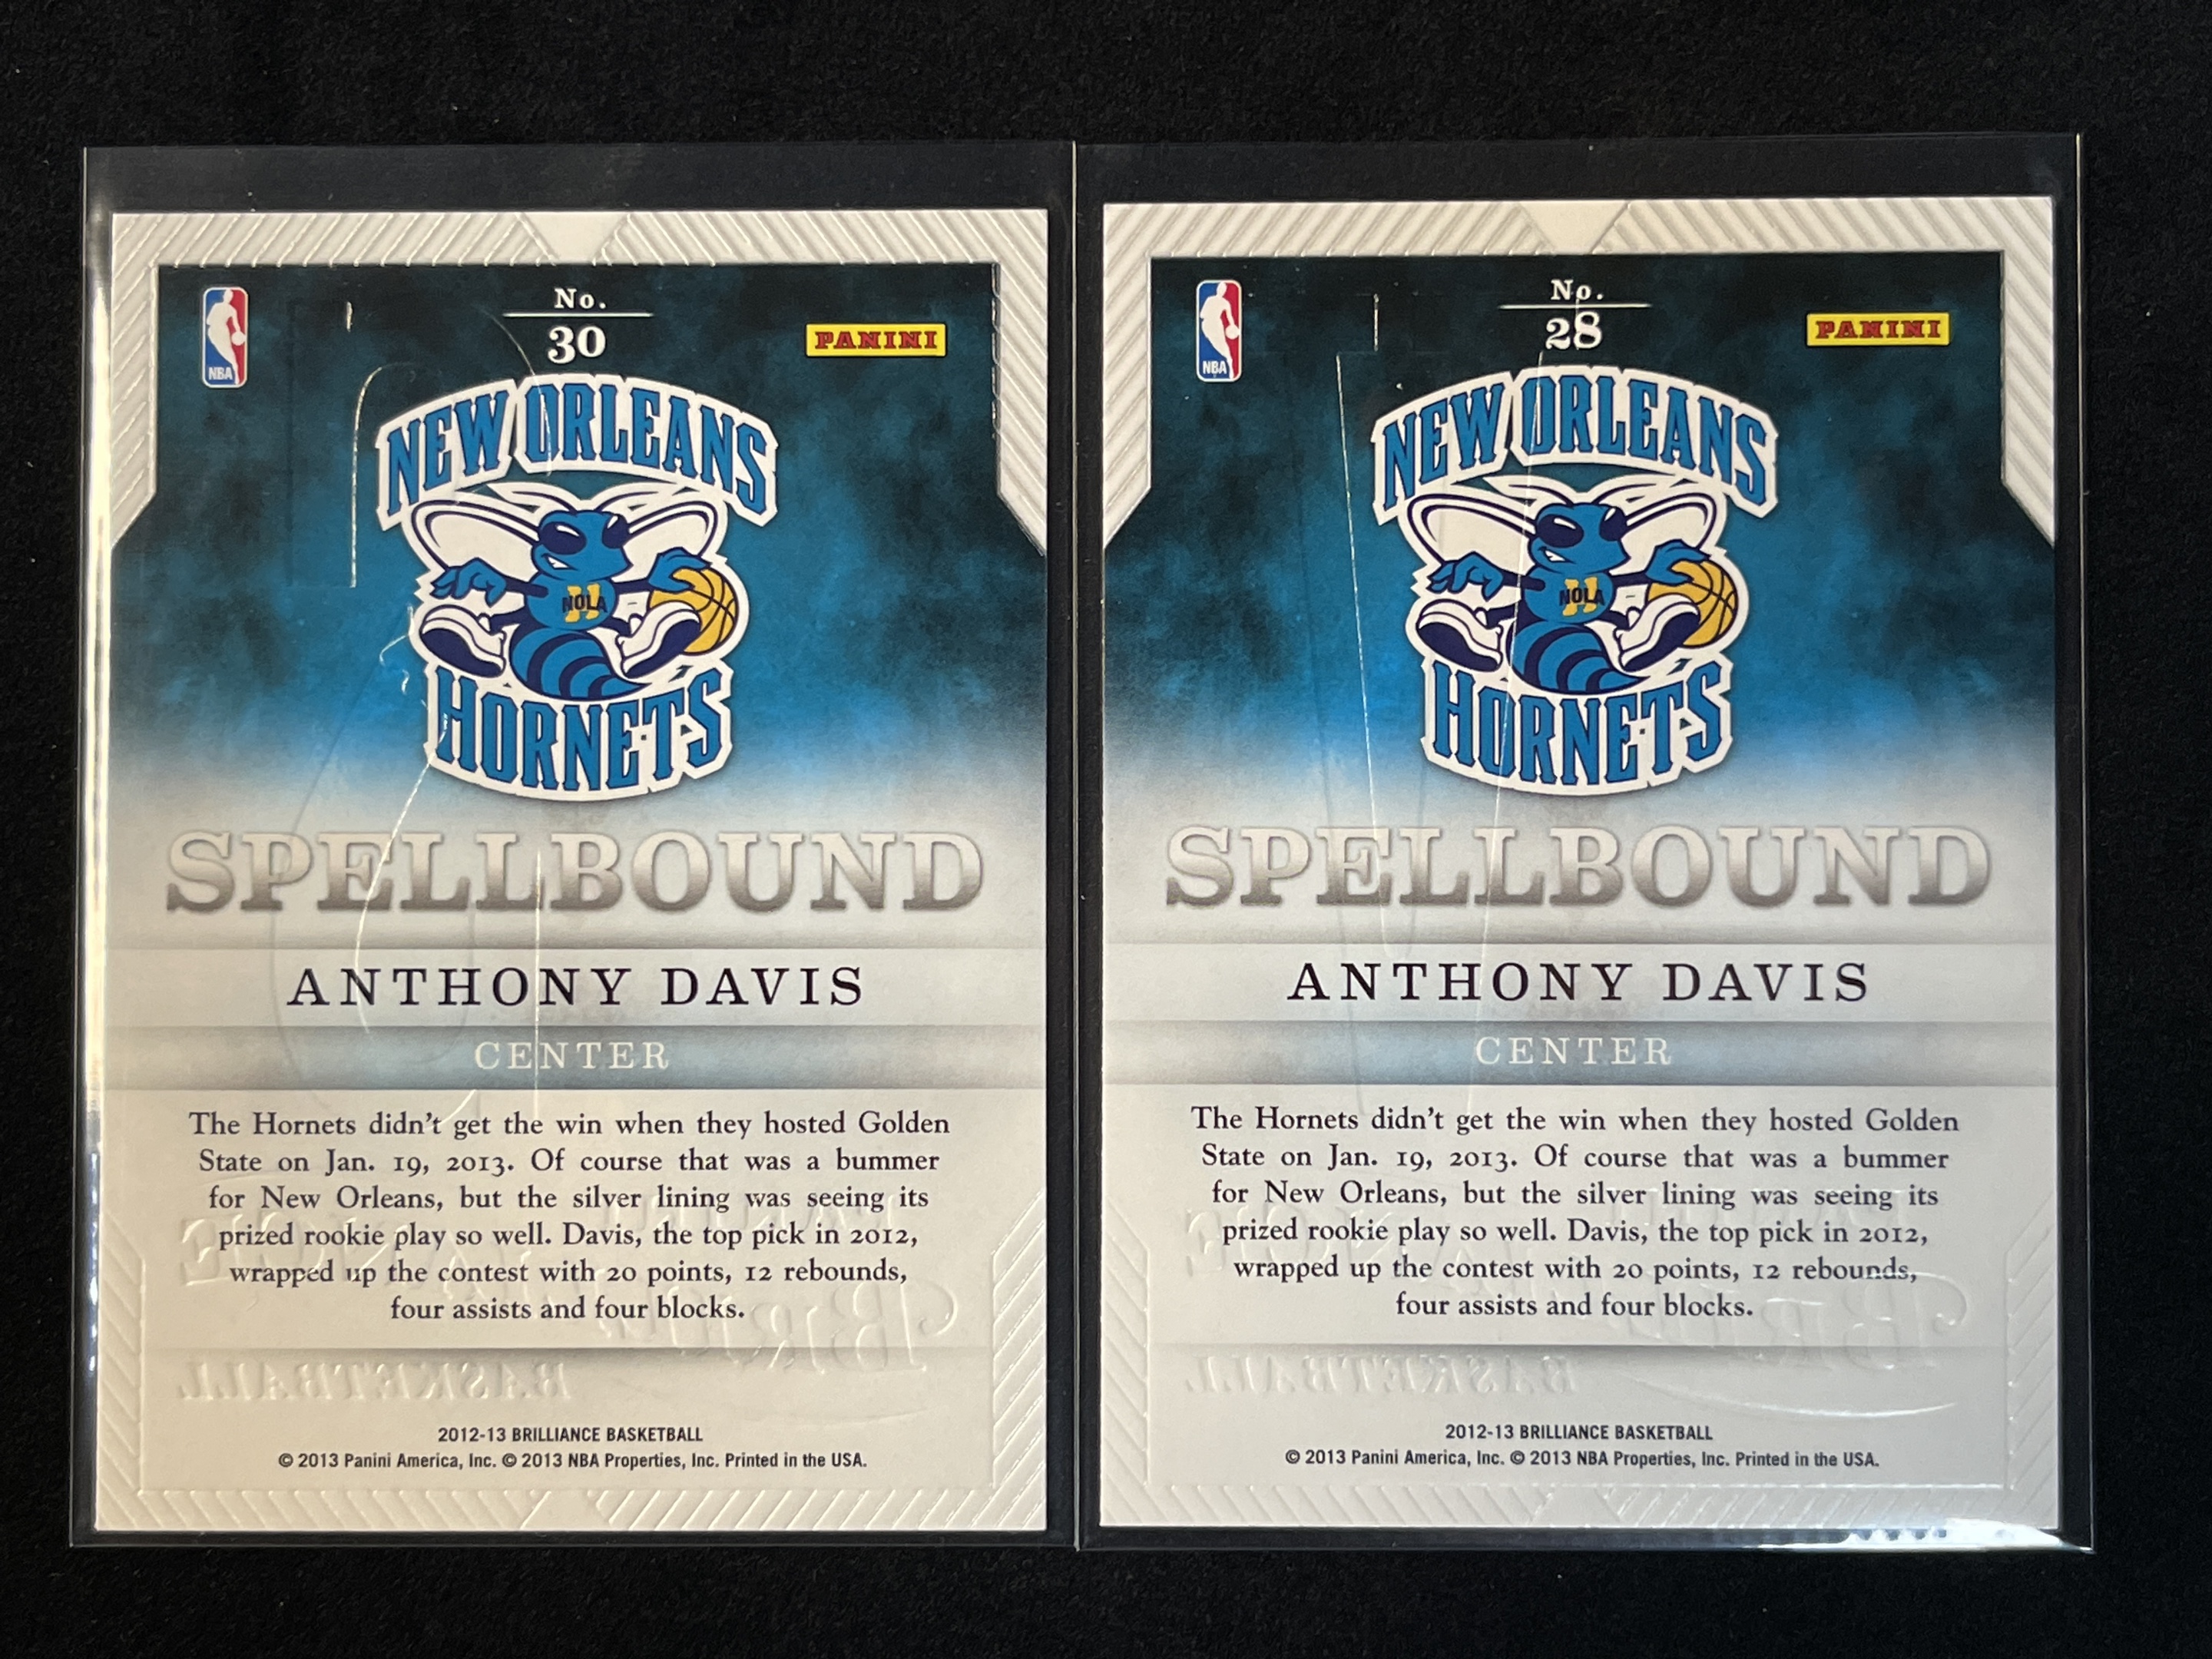 NBA
No.
30
PANINI
NEW ORLEANS
NOLA
HORNETS
SPELLBOUND
ANTHONY DAVIS
CENTER
The Hornets didn't get the win when they hosted Golden
State on Jan. 19, 2013. Of course that was a bummer
for New Orleans, but the silver lining was seeing its
prized rookie play so well. Davis, the top pick in 2012,
wrapped up the contest with 20 points, 12 rebounds,
four assists and four blocks.
BASKETBALL
2012-13 BRILLIANCE BASKETBALL
© 2013 Panini America, Inc. © 2013 NBA Properties, Inc. Printed in the USA.
NBA
No.
28
PANINI
NEW ORLEANS
NOLA
HORNETS
SPELLBOUND
ANTHONY DAVIS
CENTER
The Hornets didn't get the win when they hosted Golden
State on Jan. 19, 2013. Of course that was a bummer
for New Orleans, but the silver lining was seeing its
prized rookie play so well. Davis, the top pick in 2012,
wrapped up the contest with 20 points, 12 rebounds,
four assists and four blocks.
BASKETBALL
2012-13 BRILLIANCE BASKETBALL
© 2013 Panini America, Inc. © 2013 NBA Properties, Inc. Printed in the USA.